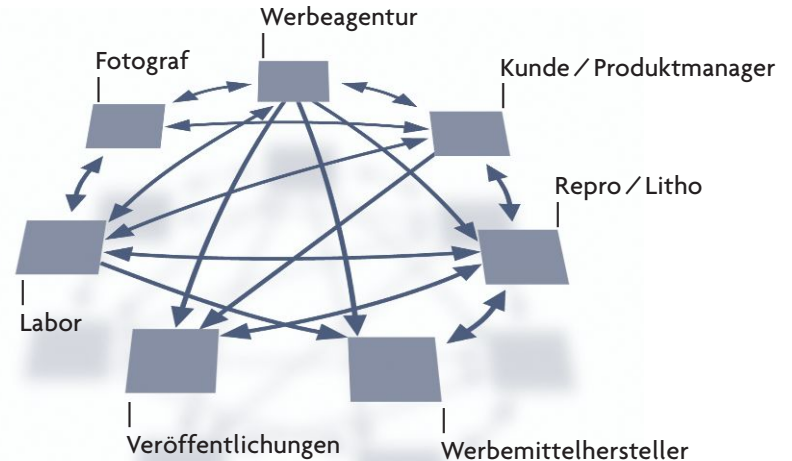 Werbeagentur
Fotograf
Kunde / Produktmanager
Repro / Litho
Labor
Veröffentlichungen
Werbemittelhersteller